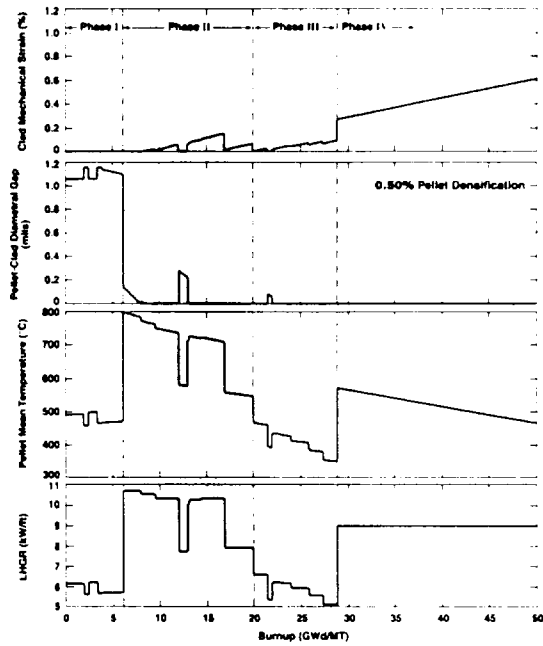 Clad Mechanical Strain (%)
1.2
1.0
0.8
0.6
0.4
0.2
0
Phase I
Phase II
Phase III
Phase IV
Pellet-Clad Diametral Gap
(mils)
1.2
1.0
0.8
0.6
0.4
0.2
0
0.50% Pellet Densification
Pellet Mean Temperature (°C)
800
700
600
500
400
300
LHGR (kW/ft)
11
10
9
8
7
6
5
0 5 10 15 20 25 30 35 40 45 50
Burnup (GWd/MT)